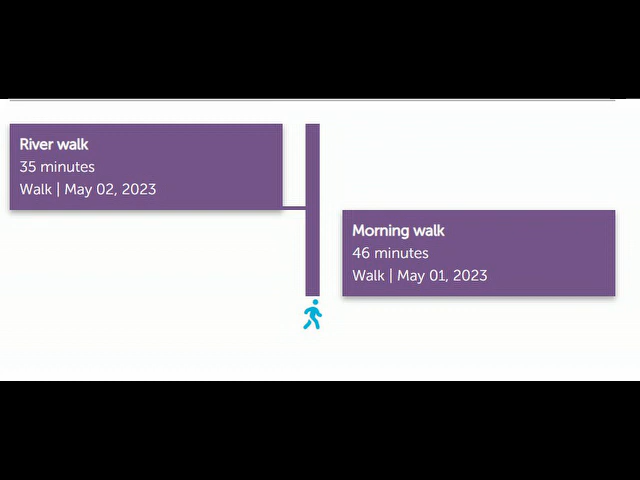 River walk
35 minutes
Walk | May 02, 2023
Morning walk
46 minutes
Walk | May 01, 2023